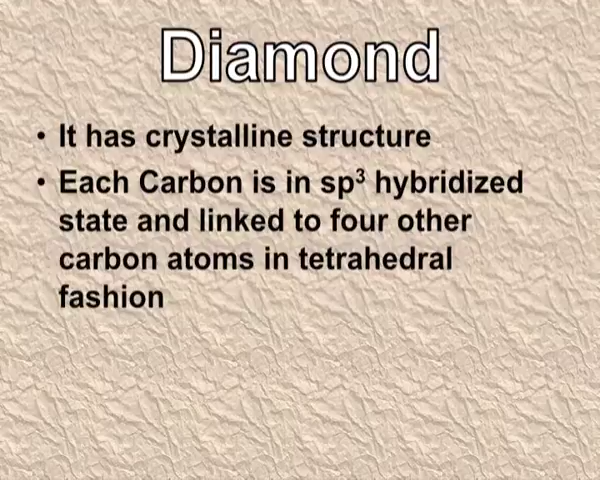 Diamond
• It has crystalline structure
• Each Carbon is in sp³ hybridized
state and linked to four other
carbon atoms in tetrahedral
fashion